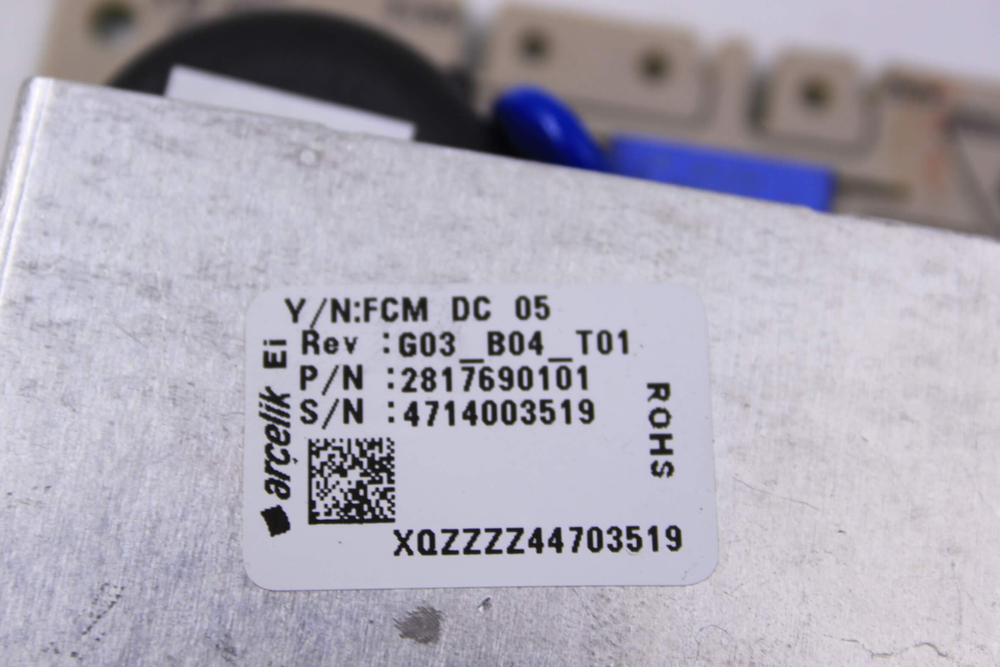 Y/N:FCM DC 05
Rev :G03_B04_T01
P/N :2817690101
S/N :4714003519
arçelik Ei
ROHS
XQZZZZ44703519